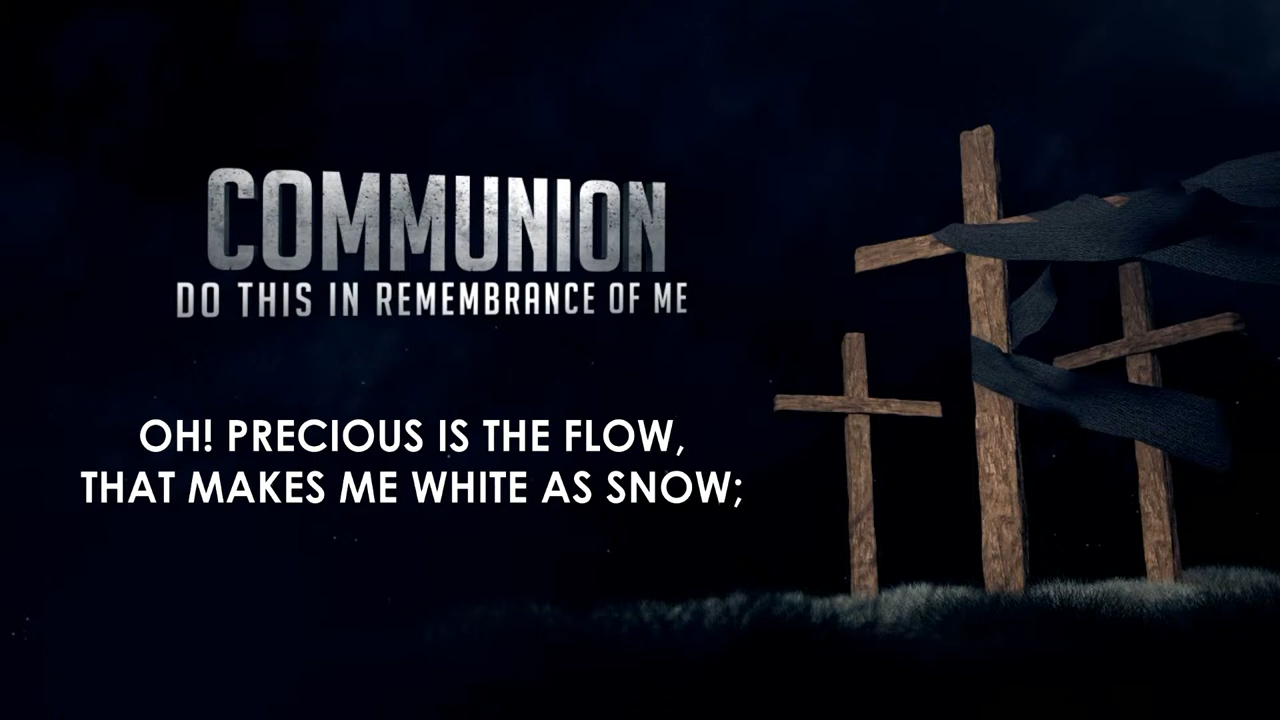 COMMUNION
DO THIS IN REMEMBRANCE OF ME
OH! PRECIOUS IS THE FLOW,
THAT MAKES ME WHITE AS SNOW;